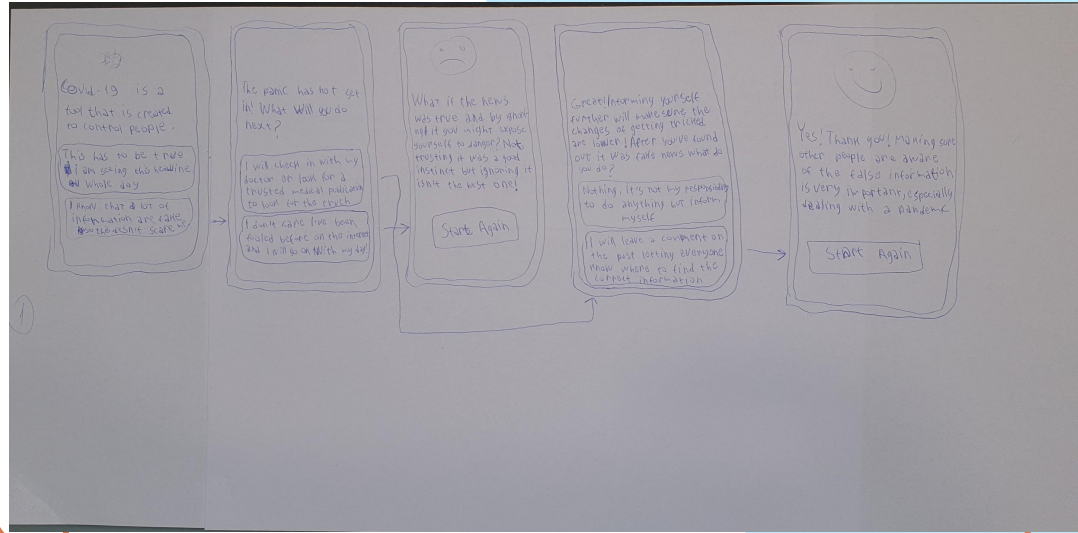 Covid-19 is a
tool that is created
to control people.
This has to be true
I am seeing this headline
whole day
I know that a lot of
information are fake
so this doesn't scare me
The panic has not set
in! What will you do
next?
I will check in with my
doctor or look for a
trusted medical publication
to look for the truth
I don't care I've been
fooled before on the internet
and I will go on with my day!
What if the news
was true and by ignoring
it you might expose
yourself to danger? Not
trusting it was a good
instinct but ignoring it
isn't the best one!
Start Again
Great! Informing yourself
further will make sure the
changes of getting tricked
are lower! After you've found
out it was fake news what do
you do?
Nothing, it's not my responsibility
to do anything but inform
myself
I will leave a comment on
the post letting everyone
know where to find the
correct information
Yes! Thank you! Making sure
other people are aware
of the false information
is very important, especially
dealing with a pandemic
Start Again
1